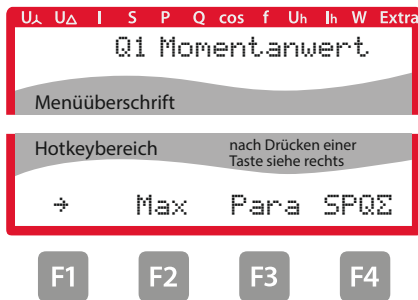 U⅄ U△ I S P Q cos f Uh Ih W Extra
Q1 Momentanwert
Menüüberschrift
Hotkeybereich
nach Drücken einer
Taste siehe rechts
→ Max Para SPQΣ
F1 F2 F3 F4